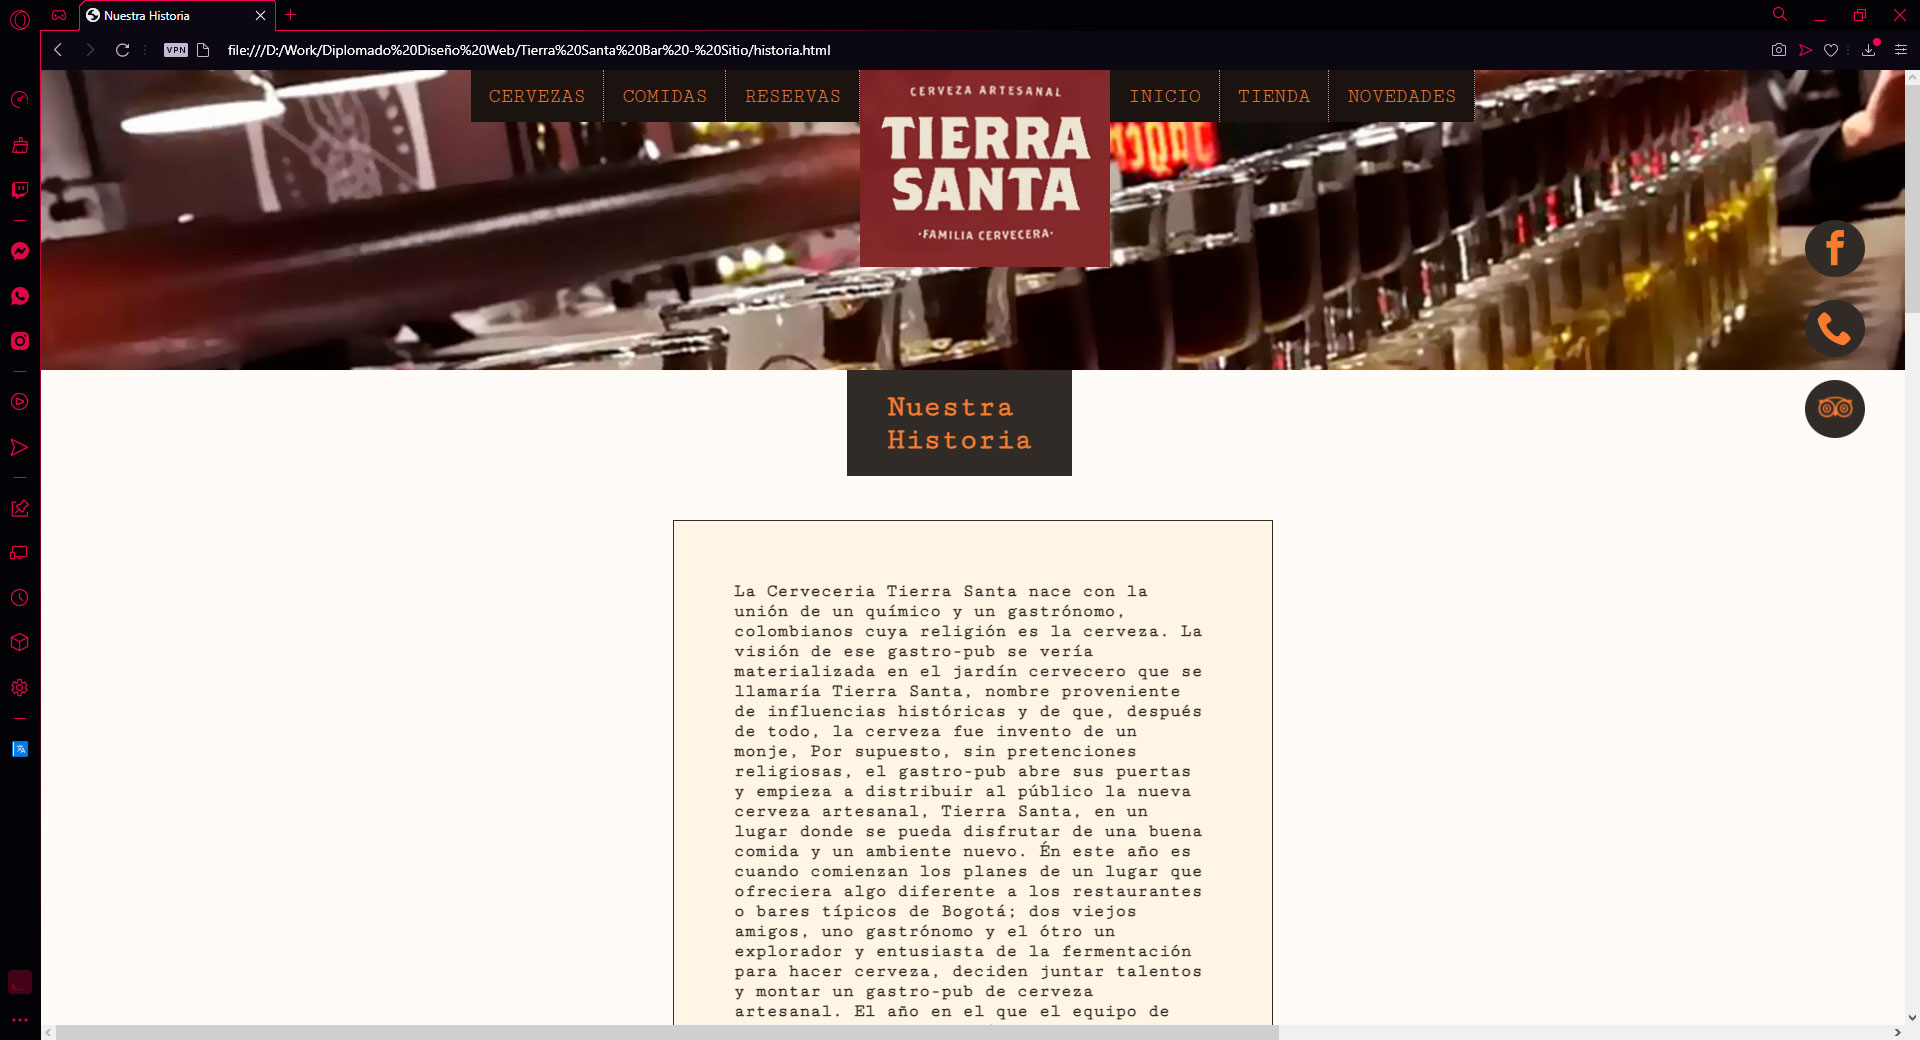 Nuestra Historia
VPN
file:///D:/Work/Diplomado%20Diseño%20Web/Tierra%20Santa%20Bar%20-%20Sitio/historia.html
CERVEZAS COMIDAS RESERVAS
CERVEZA ARTESANAL
TIERRA
SANTA
·FAMILIA CERVECERA·
INICIO TIENDA NOVEDADES
Nuestra
Historia
La Cerveceria Tierra Santa nace con la
unión de un químico y un gastrónomo,
colombianos cuya religión es la cerveza. La
visión de ese gastro-pub se vería
materializada en el jardín cervecero que se
llamaría Tierra Santa, nombre proveniente
de influencias históricas y de que, después
de todo, la cerveza fue invento de un
monje, Por supuesto, sin pretenciones
religiosas, el gastro-pub abre sus puertas
y empieza a distribuir al público la nueva
cerveza artesanal, Tierra Santa, en un
lugar donde se pueda disfrutar de una buena
comida y un ambiente nuevo. Én este año es
cuando comienzan los planes de un lugar que
ofreciera algo diferente a los restaurantes
o bares típicos de Bogotá; dos viejos
amigos, uno gastrónomo y el ótro un
explorador y entusiasta de la fermentación
para hacer cerveza, deciden juntar talentos
y montar un gastro-pub de cerveza
artesanal. El año en el que el equipo de